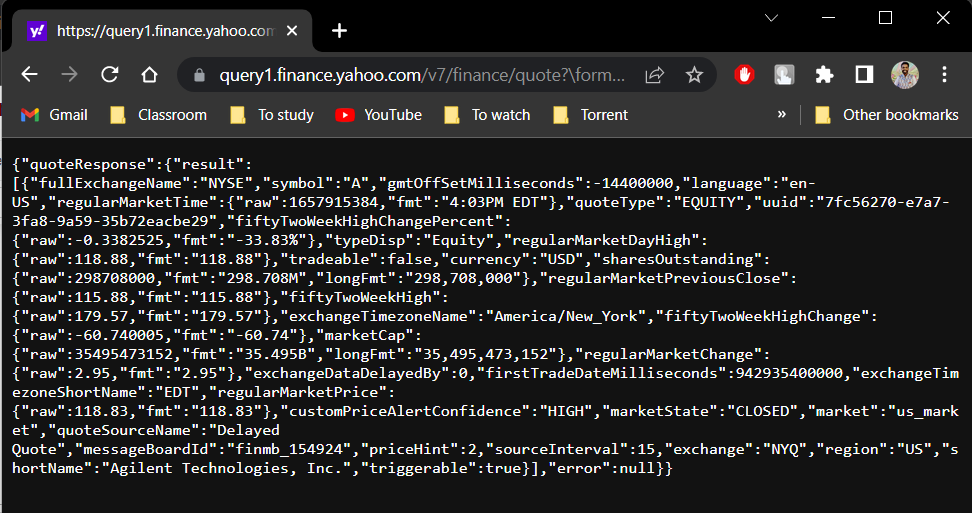 https://query1.finance.yahoo.com
query1.finance.yahoo.com/v7/finance/quote?\form...
Gmail Classroom To study YouTube To watch Torrent » Other bookmarks
{"quoteResponse":{"result":
[{"fullExchangeName":"NYSE","symbol":"A","gmtOffSetMilliseconds":-14400000,"language":"en-
US","regularMarketTime":{"raw":1657915384,"fmt":"4:03PM EDT"},"quoteType":"EQUITY","uuid":"7fc56270-e7a7-
3fa8-9a59-35b72eacbe29","fiftyTwoWeekHighChangePercent":
{"raw":-0.3382525,"fmt":"-33.83%"},"typeDisp":"Equity","regularMarketDayHigh":
{"raw":118.88,"fmt":"118.88"},"tradeable":false,"currency":"USD","sharesOutstanding":
{"raw":298708000,"fmt":"298.708M","longFmt":"298,708,000"},"regularMarketPreviousClose":
{"raw":115.88,"fmt":"115.88"},"fiftyTwoWeekHigh":
{"raw":179.57,"fmt":"179.57"},"exchangeTimezoneName":"America/New_York","fiftyTwoWeekHighChange":
{"raw":-60.740005,"fmt":"-60.74"},"marketCap":
{"raw":35495473152,"fmt":"35.495B","longFmt":"35,495,473,152"},"regularMarketChange":
{"raw":2.95,"fmt":"2.95"},"exchangeDataDelayedBy":0,"firstTradeDateMilliseconds":942935400000,"exchangeTim
ezoneShortName":"EDT","regularMarketPrice":
{"raw":118.83,"fmt":"118.83"},"customPriceAlertConfidence":"HIGH","marketState":"CLOSED","market":"us_mark
et","quoteSourceName":"Delayed
Quote","messageBoardId":"finmb_154924","priceHint":2,"sourceInterval":15,"exchange":"NYQ","region":"US","s
hortName":"Agilent Technologies, Inc.","triggerable":true}],"error":null}}